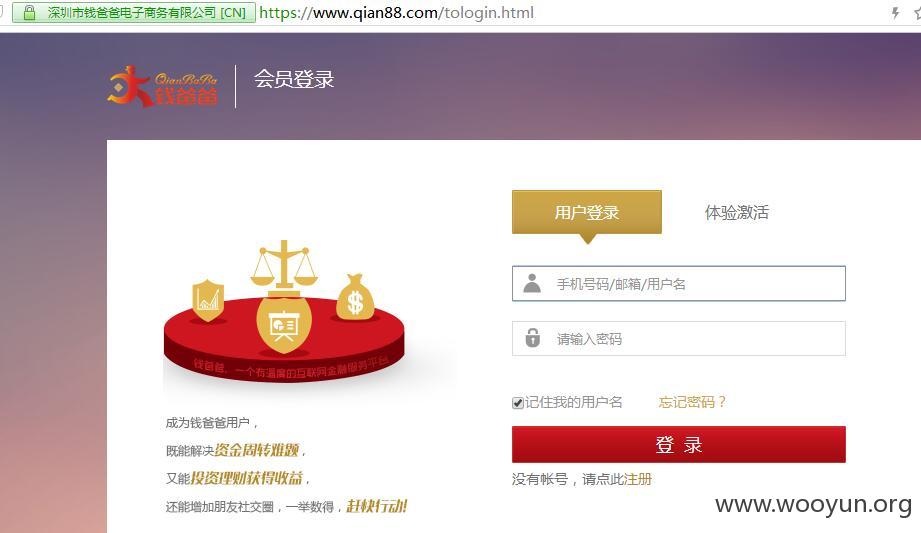 深圳市钱爸爸电子商务有限公司 [CN] https://www.qian88.com/tologin.html
QianBaBa
钱爸爸
会员登录
用户登录 体验激活
手机号码/邮箱/用户名
请输入密码
钱爸爸，一个有温度的互联网金融服务平台
记住我的用户名 忘记密码？
成为钱爸爸用户，
登 录
既能解决资金周转难题，
又能投资理财获得收益，
没有帐号，请点此注册
还能增加朋友社交圈，一举数得，赶快行动!
www.wooyun.org